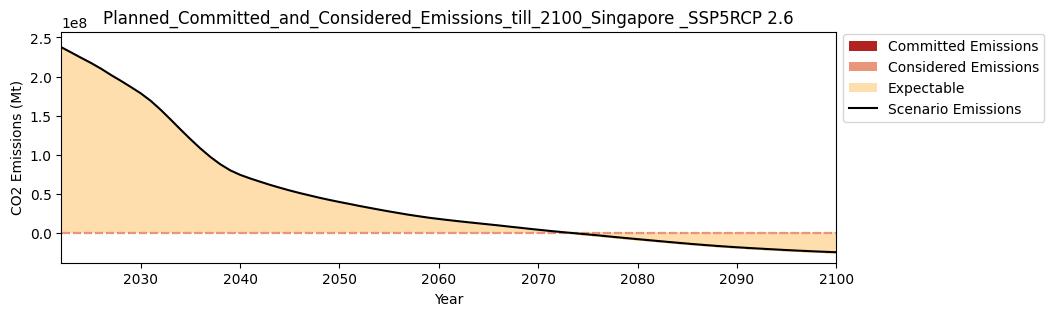 Planned_Committed_and_Considered_Emissions_till_2100_Singapore _SSP5RCP 2.6
1e8
2.5
2.0
1.5
1.0
0.5
0.0
CO2 Emissions (Mt)
2030 2040 2050 2060 2070 2080 2090 2100
Year
Committed Emissions
Considered Emissions
Expectable
Scenario Emissions